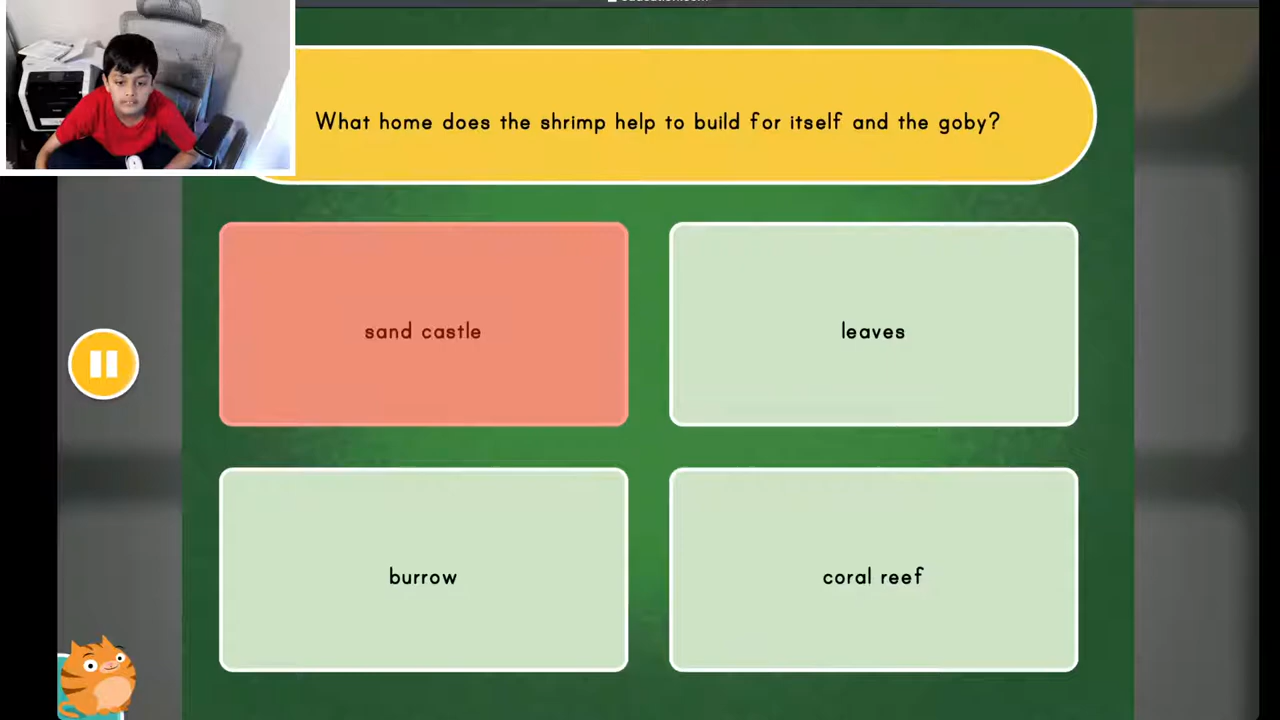 What home does the shrimp help to build for itself and the goby?
sand castle
leaves
burrow
coral reef